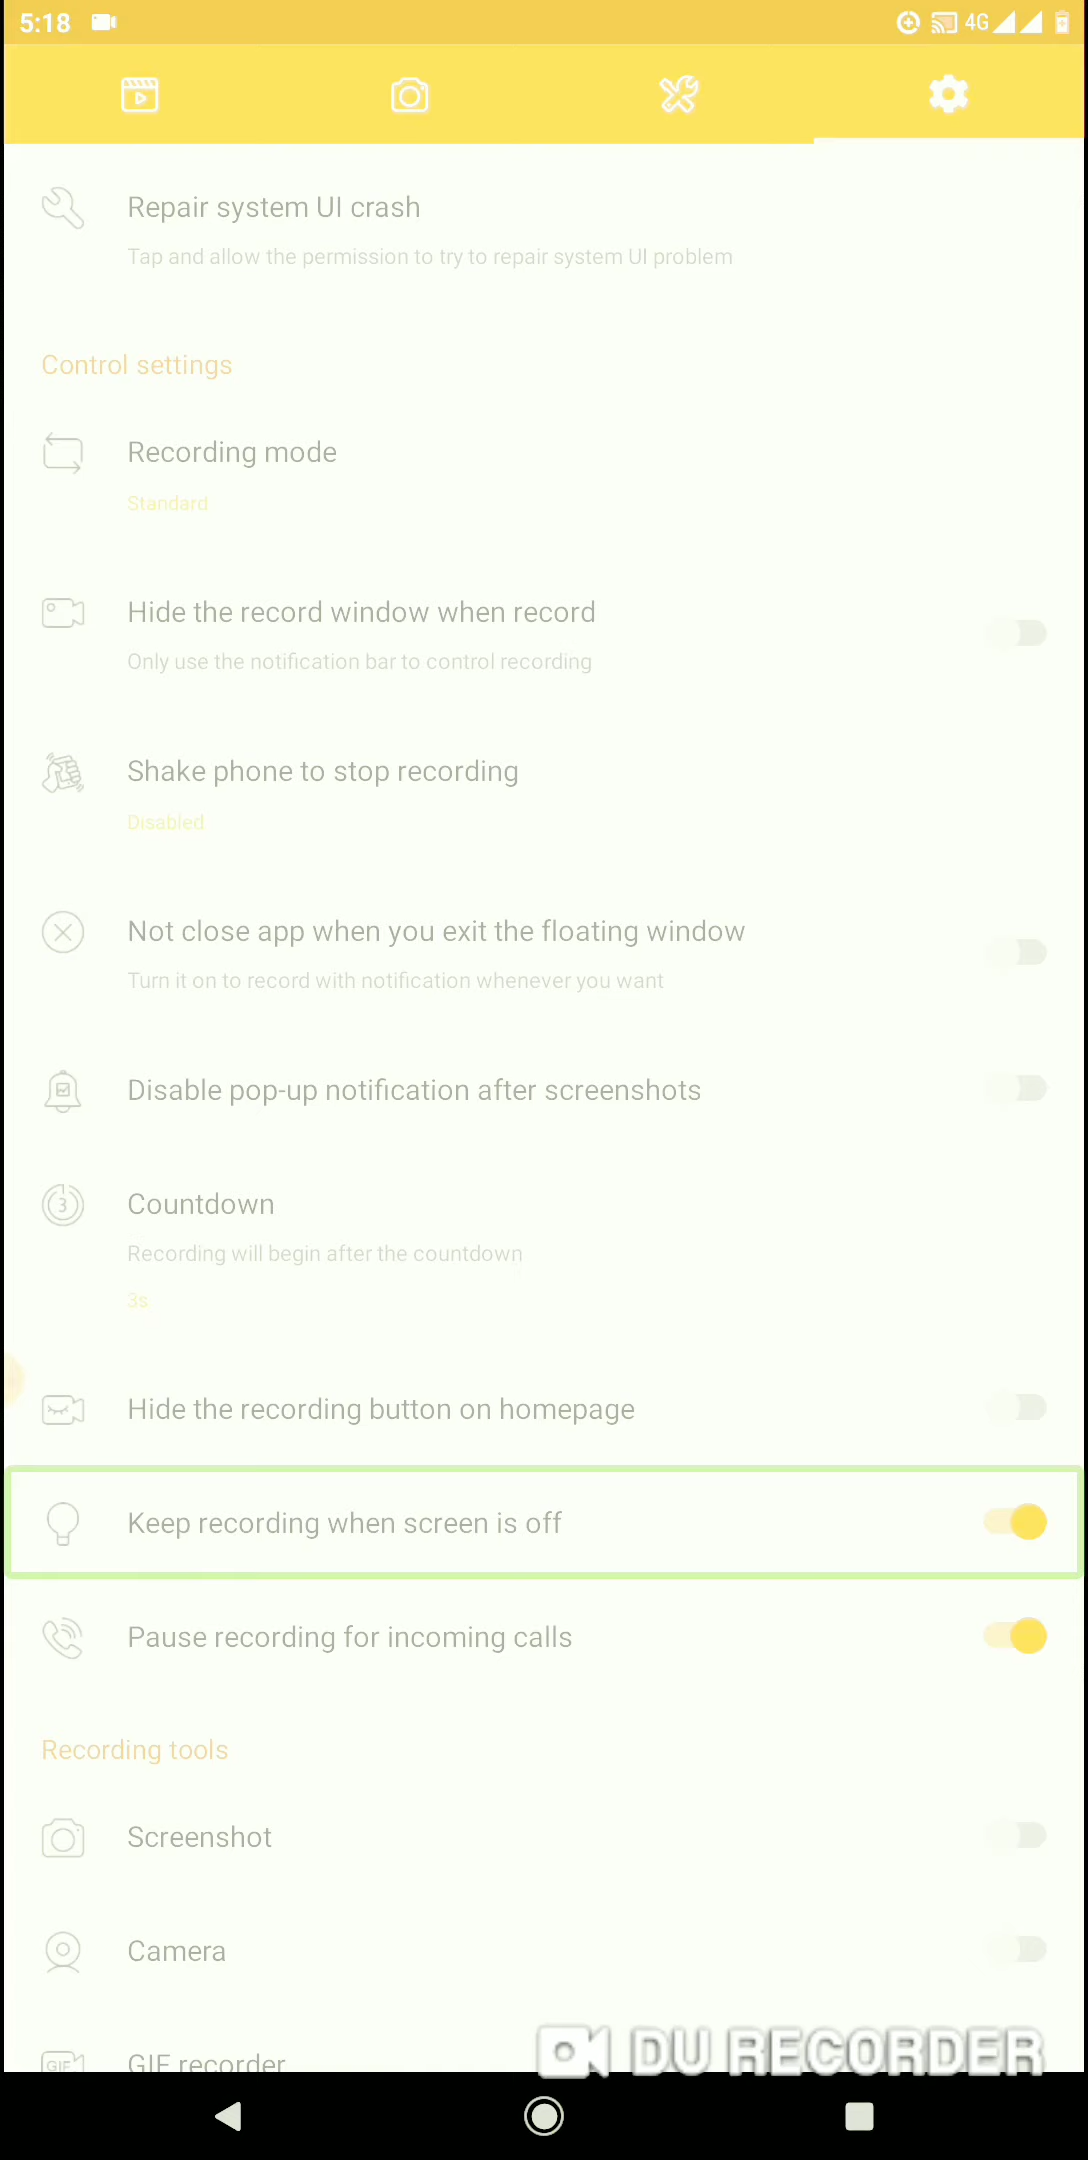 5:18
4G
Repair system UI crash
Tap and allow the permission to try to repair system UI problem
Control settings
Recording mode
Standard
Hide the record window when record
Only use the notification bar to control recording
Shake phone to stop recording
Disabled
Not close app when you exit the floating window
Turn it on to record with notification whenever you want
Disable pop-up notification after screenshots
3
Countdown
Recording will begin after the countdown
3s
Hide the recording button on homepage
Keep recording when screen is off
Pause recording for incoming calls
Recording tools
Screenshot
Camera
GIF
GIF recorder
DU RECORDER